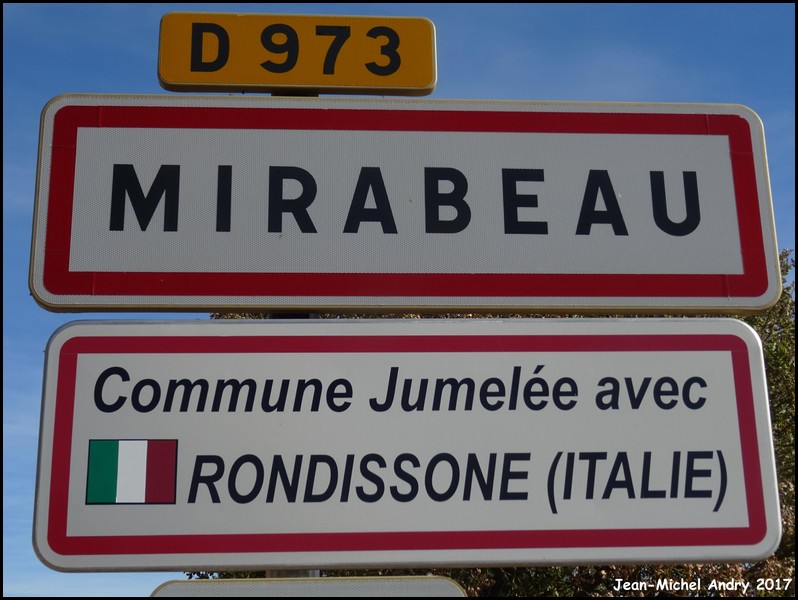 D 973
MIRABEAU
Commune Jumelée avec
RONDISSONE (ITALIE)
Jean-Michel Andry 2017